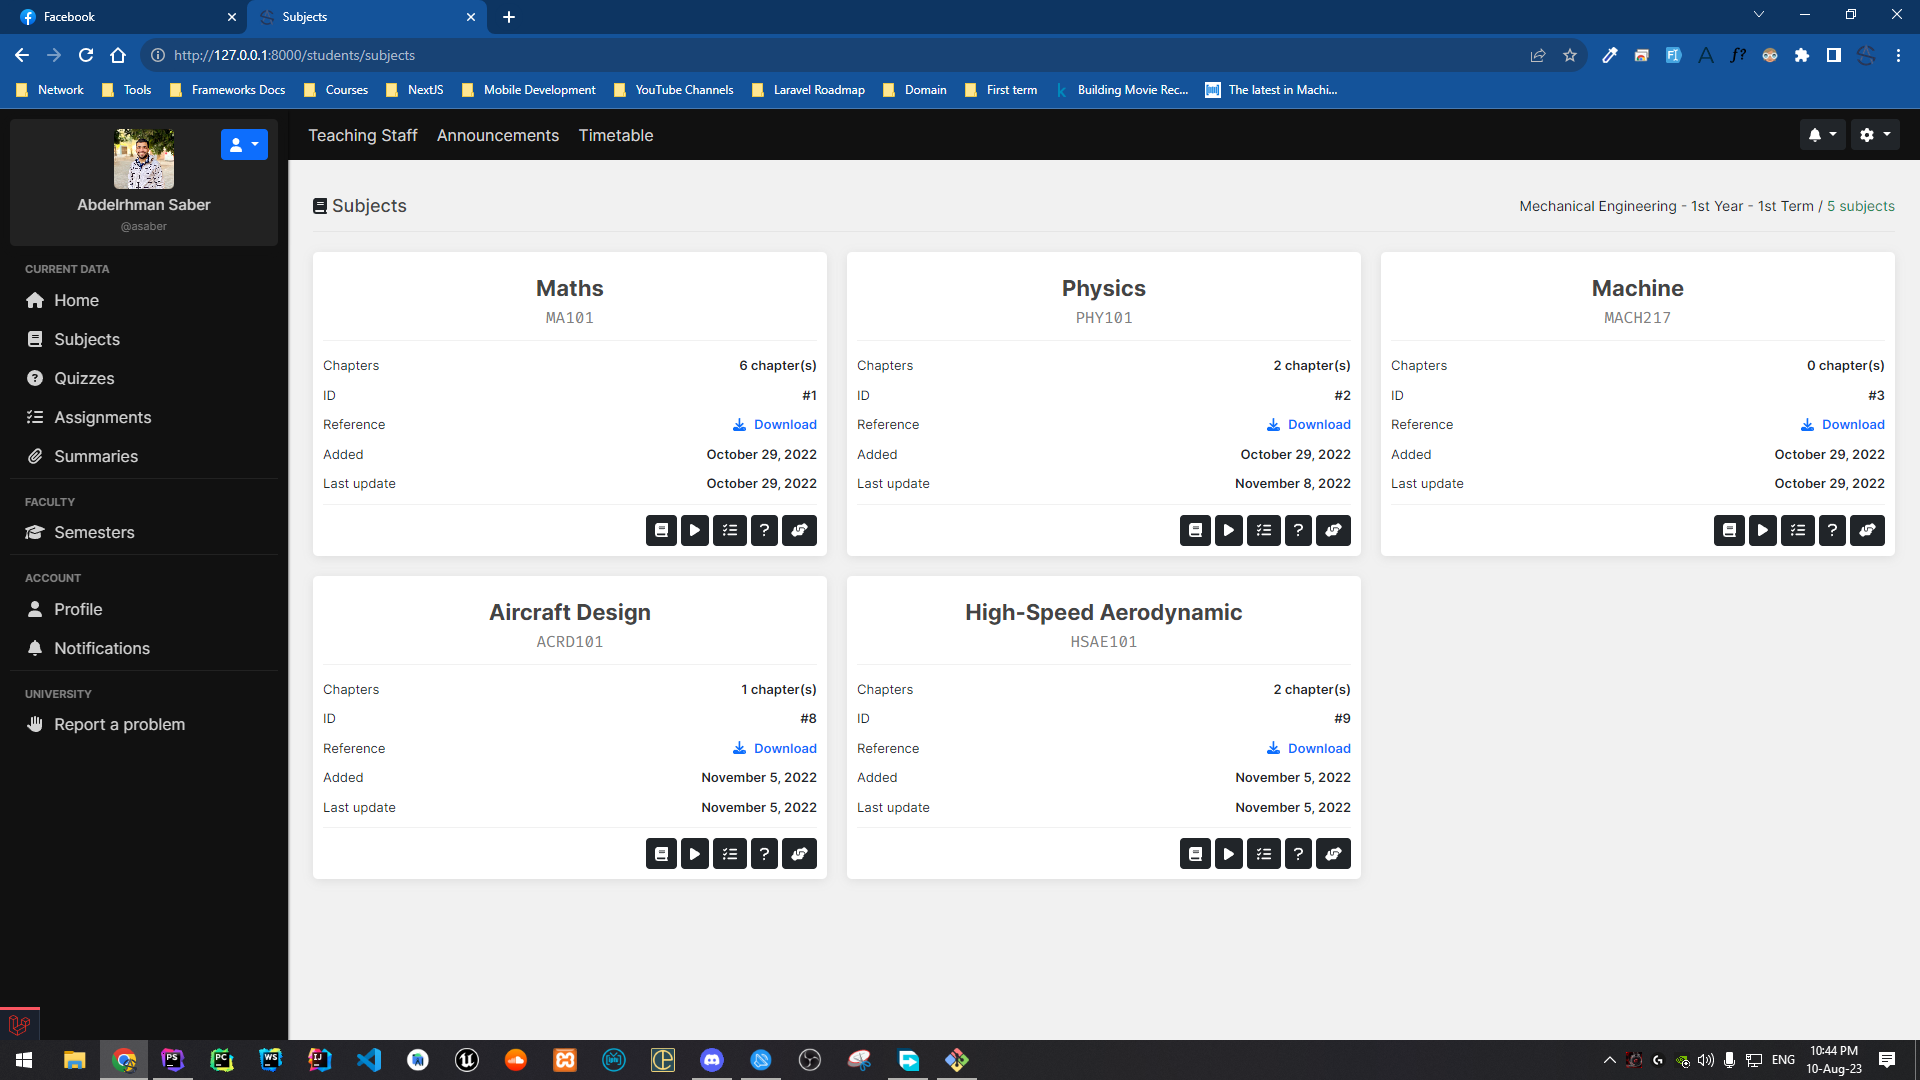 Facebook
Subjects
http://127.0.0.1:8000/students/subjects
Network
Tools
Frameworks Docs
Courses
NextJS
Mobile Development
YouTube Channels
Laravel Roadmap
Domain
First term
Building Movie Rec...
The latest in Machi...
Abdelrhman Saber
@asaber
CURRENT DATA
Home
Subjects
Quizzes
Assignments
Summaries
FACULTY
Semesters
ACCOUNT
Profile
Notifications
UNIVERSITY
Report a problem
Teaching Staff
Announcements
Timetable
Subjects
Mechanical Engineering - 1st Year - 1st Term / 5 subjects
Maths
MA101
Chapters 6 chapter(s)
ID #1
Reference Download
Added October 29, 2022
Last update October 29, 2022
?
Physics
PHY101
Chapters 2 chapter(s)
ID #2
Reference Download
Added October 29, 2022
Last update November 8, 2022
?
Machine
MACH217
Chapters 0 chapter(s)
ID #3
Reference Download
Added October 29, 2022
Last update October 29, 2022
?
Aircraft Design
ACRD101
Chapters 1 chapter(s)
ID #8
Reference Download
Added November 5, 2022
Last update November 5, 2022
?
High-Speed Aerodynamic
HSAE101
Chapters 2 chapter(s)
ID #9
Reference Download
Added November 5, 2022
Last update November 5, 2022
?
PS
PC
WS
IJ
ENG
10:44 PM
10-Aug-23